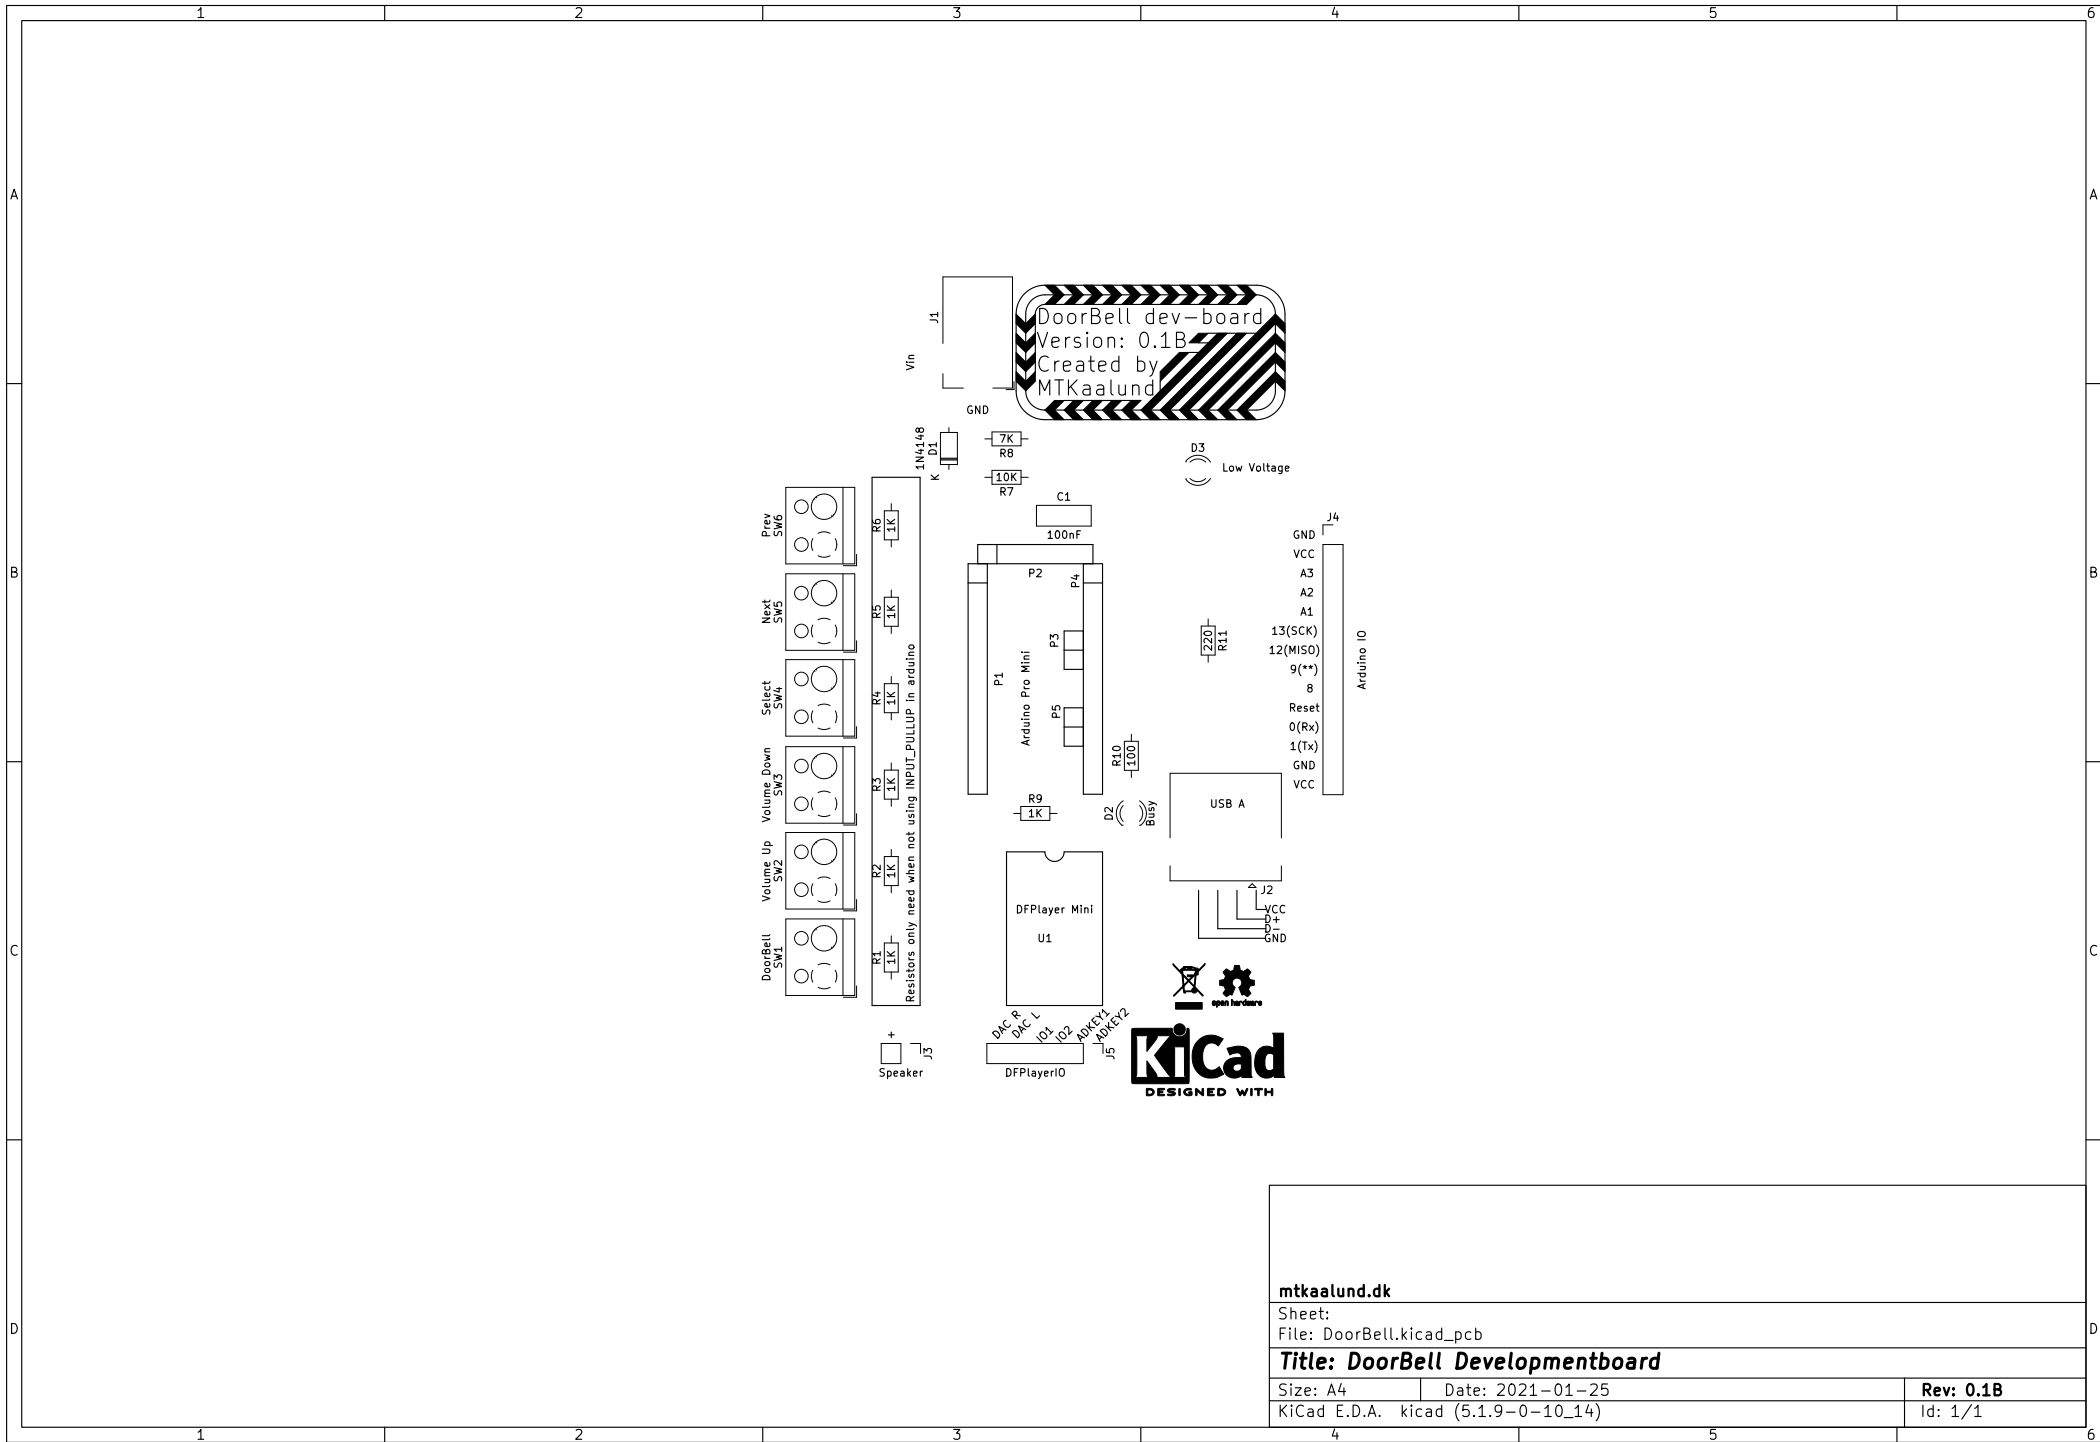 1 2 3 4 5 6
A A
B B
C C
D D
J1
Vin
GND
DoorBell dev-board
Version: 0.1B
Created by
MTKaalund
1N4148
D1
K
7K
R8
10K
R7
D3
Low Voltage
C1
100nF
Prev
SW6
Next
SW5
Select
SW4
Volume Down
SW3
Volume Up
SW2
DoorBell
SW1
R6
1K
R5
1K
R4
1K
R3
1K
R2
1K
R1
1K
Resistors only need when not using INPUT_PULLUP in arduino
P2
P4
P3
P1
Arduino Pro Mini
P5
R10
100
R9
1K
D2
Busy
220
R11
J4
GND
VCC
A3
A2
A1
13(SCK)
12(MISO)
9(**)
8
Reset
0(Rx)
1(Tx)
GND
VCC
Arduino IO
USB A
J2
VCC
D+
D-
GND
DFPlayer Mini
U1
open hardware
DAC R
DAC L
IO1
IO2
ADKEY1
ADKEY2
J5
DFPlayerIO
+
J3
Speaker
KiCad
DESIGNED WITH
mtkaalund.dk
Sheet:
File: DoorBell.kicad_pcb
Title: DoorBell Developmentboard
Size: A4 Date: 2021-01-25 Rev: 0.1B
KiCad E.D.A. kicad (5.1.9-0-10_14) Id: 1/1
1 2 3 4 5 6